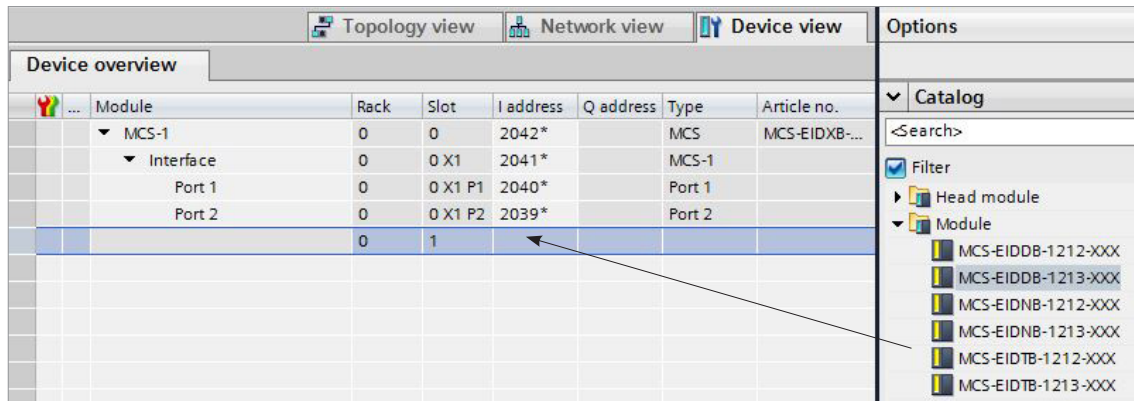 Topology view Network view Device view Options
Device overview
... Module Rack Slot I address Q address Type Article no.
MCS-1 0 0 2042* MCS MCS-EIDXB-...
Interface 0 0 X1 2041* MCS-1
Port 1 0 0 X1 P1 2040* Port 1
Port 2 0 0 X1 P2 2039* Port 2
0 1
Catalog
<Search>
Filter
Head module
Module
MCS-EIDDB-1212-XXX
MCS-EIDDB-1213-XXX
MCS-EIDNB-1212-XXX
MCS-EIDNB-1213-XXX
MCS-EIDTB-1212-XXX
MCS-EIDTB-1213-XXX